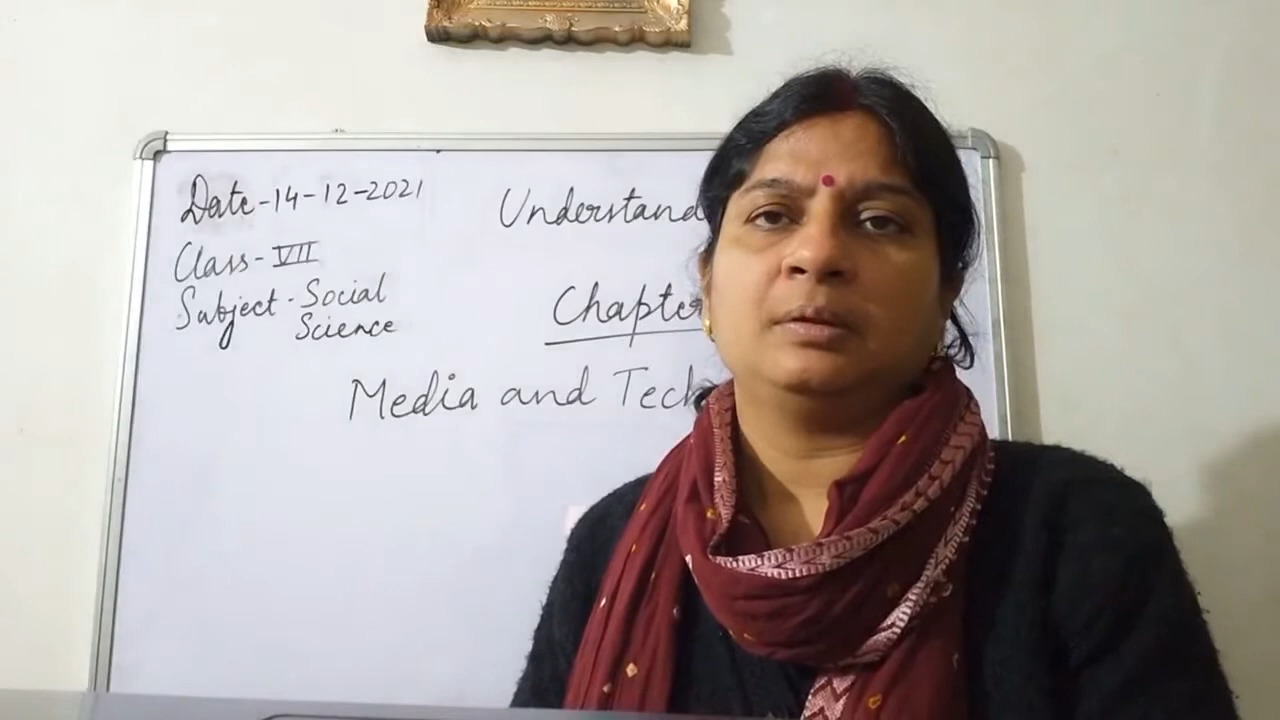 Date-14-12-2021
Understand
Class-VII
Subject-Social
Science
Chapter
Media and Tech